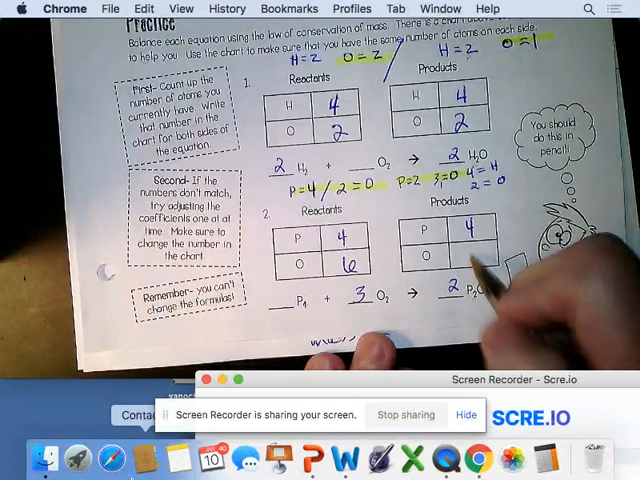 Chrome File Edit View History Bookmarks Profiles Tab Window Help
Practice
Balance each equation using the law of conservation of mass. There is a chart
to help you. Use the chart to make sure that you have the same number of atoms on each side.
H=2 O=2 / H=2 O=1
First- Count up the number of atoms you currently have. Write that number in the chart for both sides of the equation.
1. Reactants Products
H 4 H 4
O 2 O 2
2 H2 + ___ O2 → 2 H2O
You should do this in pencil!
P=4 / 2=O P=2 3=O 4=H
2=O
Second- If the numbers don't match, try adjusting the coefficients one at at time. Make sure to change the number in the chart.
2. Reactants Products
P 4 P 4
O 6 O
___ P4 + 3 O2 → 2 P2O
Remember- you can't change the formulas!
Screen Recorder - Scre.io
Conta
Screen Recorder is sharing your screen. Stop sharing Hide
SCRE.IO
10